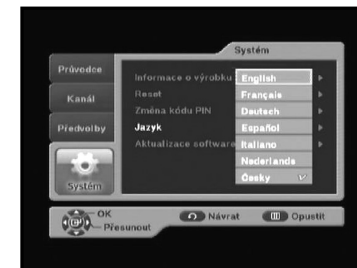 Systém
Průvodce
Kanál
Předvolby
Systém
Informace o výrobku
Reset
Změna kódu PIN
Jazyk
Aktualizace software
English
Français
Deutsch
Español
Italiano
Nederlands
Česky
OK
Přesunout
Návrat
Opustit